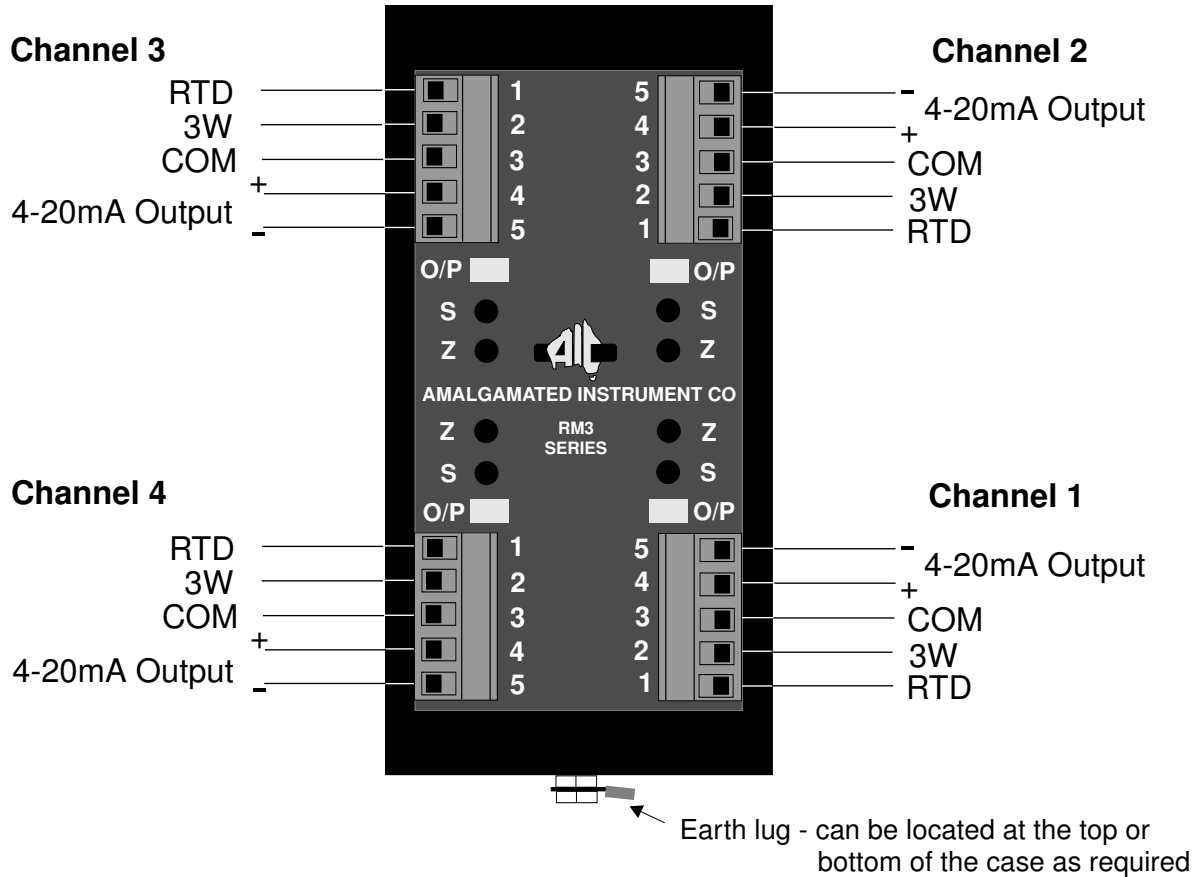 Channel 3
RTD
3W
COM
+
4-20mA Output
-
1
2
3
4
5
Channel 2
5
4
3
2
1
-
4-20mA Output
+
COM
3W
RTD
O/P
S
Z
O/P
S
Z
AIC
AMALGAMATED INSTRUMENT CO
RM3
SERIES
Z
S
O/P
Z
S
O/P
Channel 4
RTD
3W
COM
+
4-20mA Output
-
1
2
3
4
5
Channel 1
5
4
3
2
1
-
4-20mA Output
+
COM
3W
RTD
Earth lug - can be located at the top or
bottom of the case as required